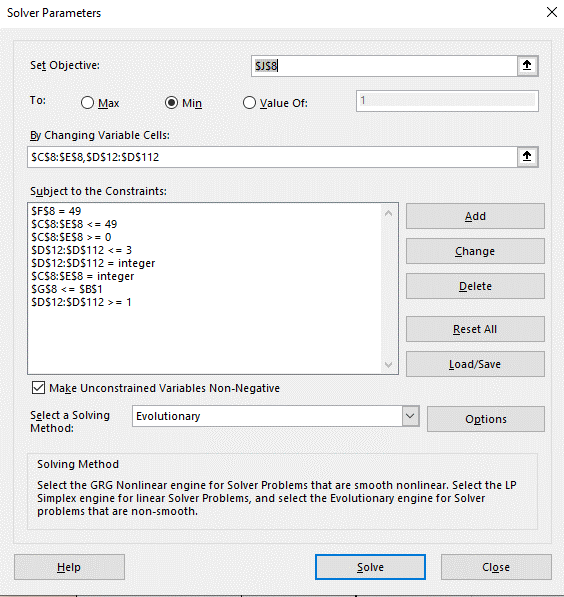 Solver Parameters
Set Objective: $J$8
To: Max Min Value Of: 1
By Changing Variable Cells:
$C$8:$E$8,$D$12:$D$112
Subject to the Constraints:
$F$8 = 49
$C$8:$E$8 <= 49
$C$8:$E$8 >= 0
$D$12:$D$112 <= 3
$D$12:$D$112 = integer
$C$8:$E$8 = integer
$G$8 <= $B$1
$D$12:$D$112 >= 1
Add
Change
Delete
Reset All
Load/Save
Make Unconstrained Variables Non-Negative
Select a Solving
Method:
Evolutionary
Options
Solving Method
Select the GRG Nonlinear engine for Solver Problems that are smooth nonlinear. Select the LP
Simplex engine for linear Solver Problems, and select the Evolutionary engine for Solver
problems that are non-smooth.
Help
Solve
Close